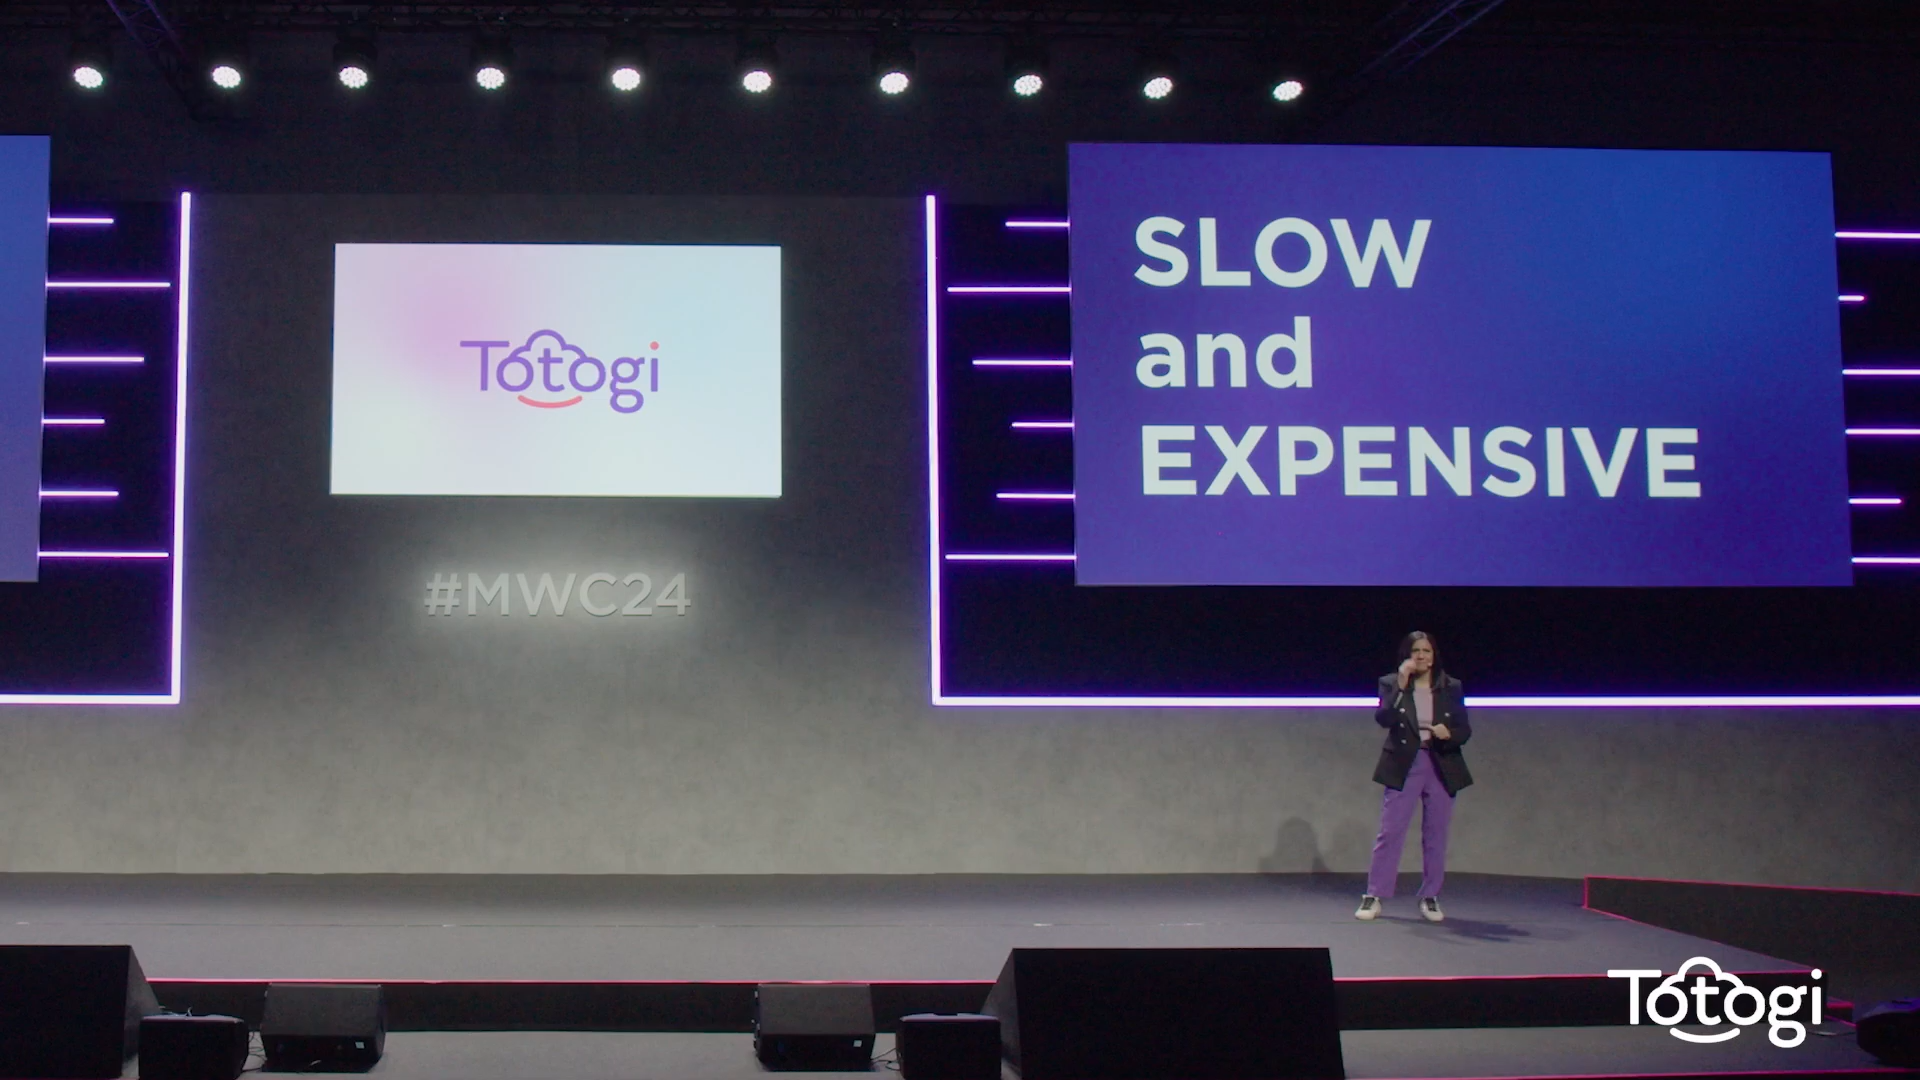 Totogi
#MWC24
SLOW
and
EXPENSIVE
Totogi